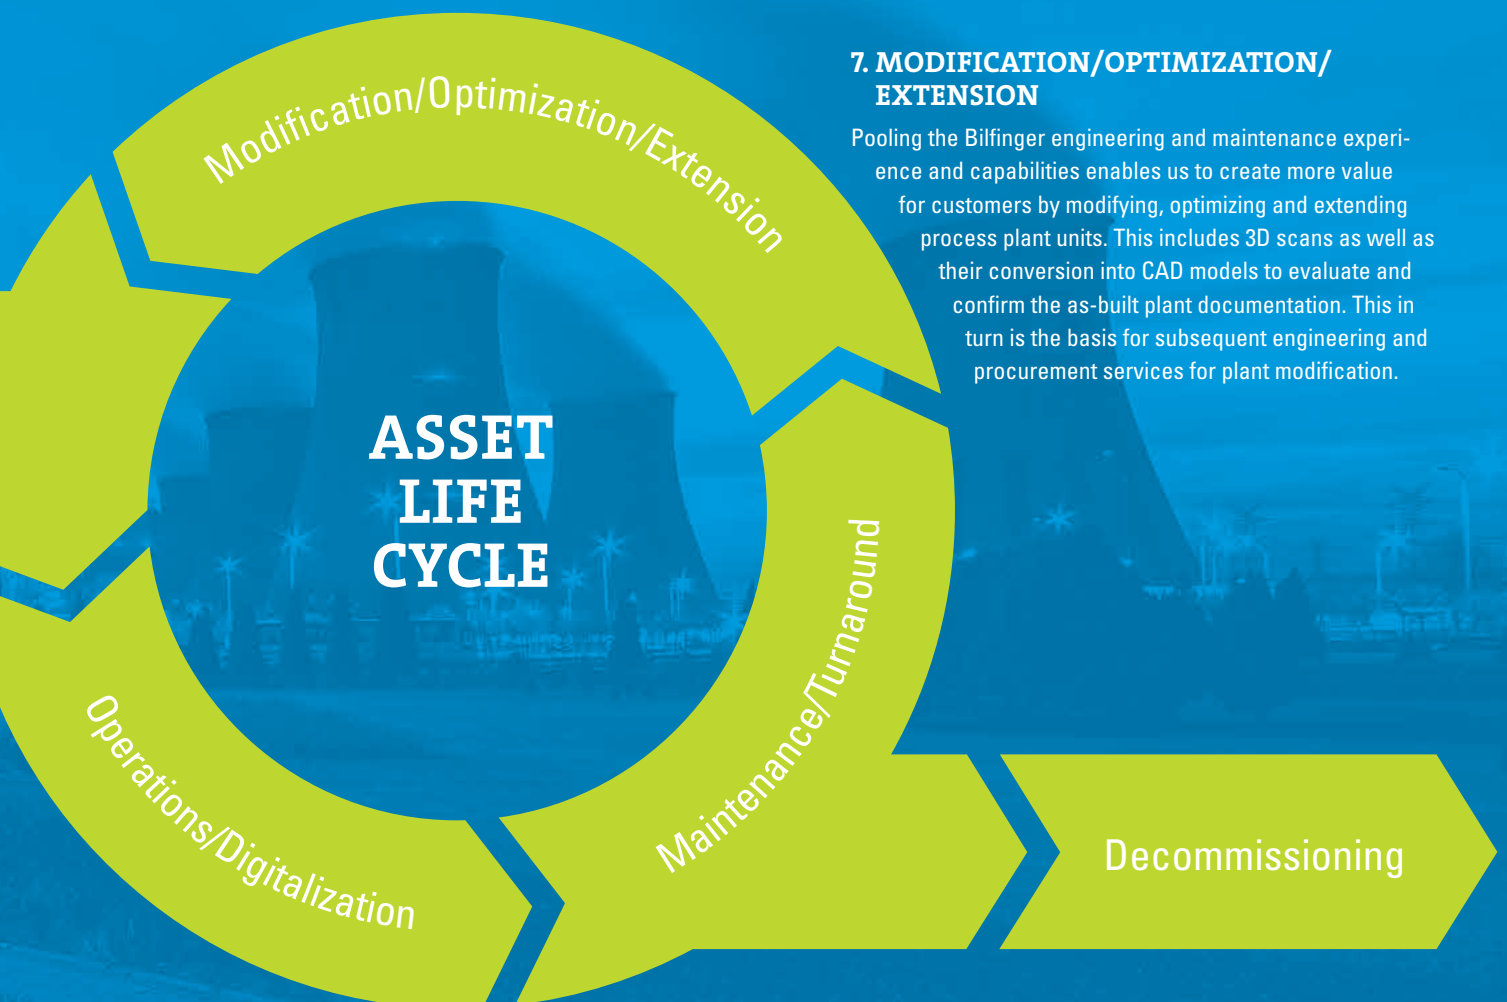 7. MODIFICATION/OPTIMIZATION/
EXTENSION
Pooling the Bilfinger engineering and maintenance experi-
ence and capabilities enables us to create more value
for customers by modifying, optimizing and extending
process plant units. This includes 3D scans as well as
their conversion into CAD models to evaluate and
confirm the as-built plant documentation. This in
turn is the basis for subsequent engineering and
procurement services for plant modification.
Modification/Optimization/Extension
ASSET
LIFE
CYCLE
Maintenance/Turnaround
Operations/Digitalization
Decommissioning